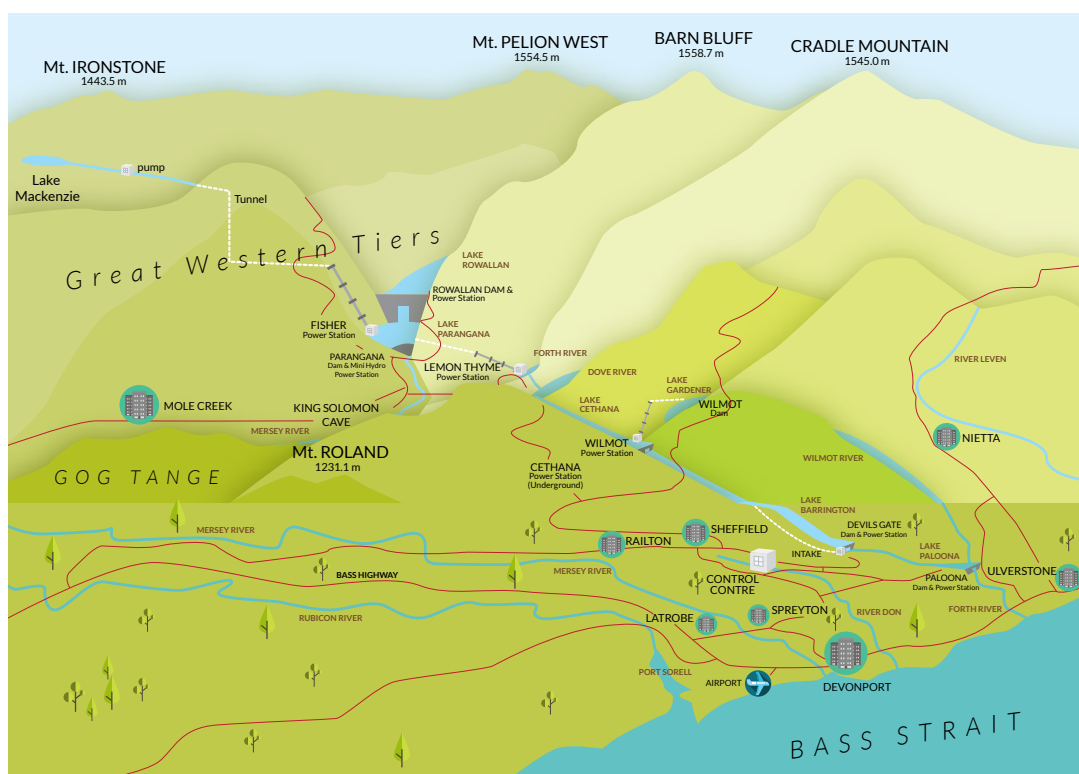 Mt. PELION WEST
1554.5 m
BARN BLUFF
1558.7 m
CRADLE MOUNTAIN
1545.0 m
Mt. IRONSTONE
1443.5 m
pump
Lake
Mackenzie
Tunnel
Great Western Tiers
LAKE
ROWALLAN
ROWALLAN DAM &
Power Station
FISHER
Power Station
LAKE
PARANGANA
PARANGANA
Dam & Mini Hydro
Power Station
LEMON THYME
Power Station
FORTH RIVER
DOVE RIVER
LAKE
GARDENER
RIVER LEVEN
MOLE CREEK
KING SOLOMON
CAVE
LAKE
CETHANA
WILMOT
Dam
MERSEY RIVER
WILMOT
Power Station
NIETTA
Mt. ROLAND
1231.1 m
WILMOT RIVER
GOG TANGE
CETHANA
Power Station
(Underground)
LAKE
BARRINGTON
MERSEY RIVER
RAILTON
SHEFFIELD
DEVILS GATE
Dam & Power Station
INTAKE
LAKE
PALOONA
BASS HIGHWAY
MERSEY RIVER
CONTROL
CONTRE
PALOONA
Dam & Power Station
ULVERSTONE
RUBICON RIVER
LATROBE
SPREYTON
RIVER DON
FORTH RIVER
PORT SORELL
AIRPORT
DEVONPORT
BASS STRAIT